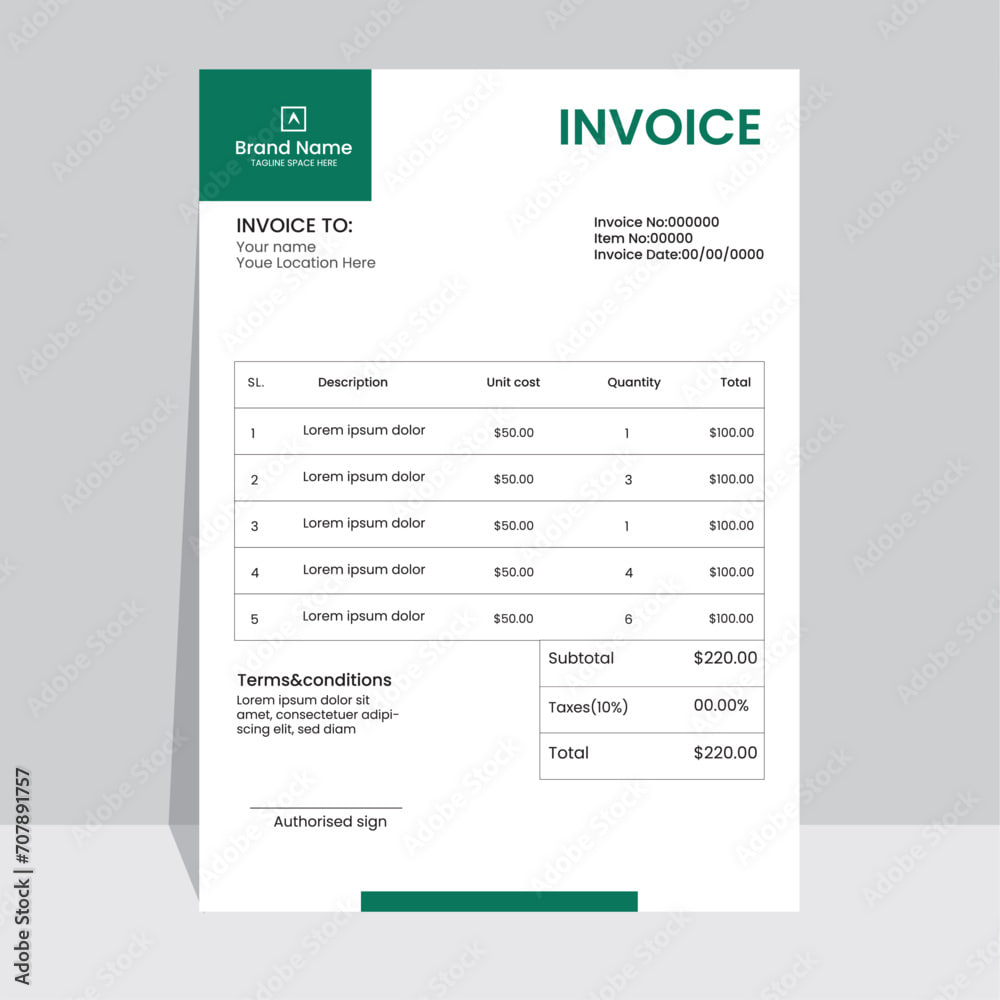 Brand Name
TAGLINE SPACE HERE
INVOICE
INVOICE TO:
Your name
Youe Location Here
Invoice No:000000
Item No:00000
Invoice Date:00/00/0000
SL. Description Unit cost Quantity Total
1 Lorem ipsum dolor $50.00 1 $100.00
2 Lorem ipsum dolor $50.00 3 $100.00
3 Lorem ipsum dolor $50.00 1 $100.00
4 Lorem ipsum dolor $50.00 4 $100.00
5 Lorem ipsum dolor $50.00 6 $100.00
Subtotal $220.00
Taxes(10%) 00.00%
Total $220.00
Terms&conditions
Lorem ipsum dolor sit
amet, consectetuer adipi-
scing elit, sed diam
Authorised sign
Adobe Stock | #707891757